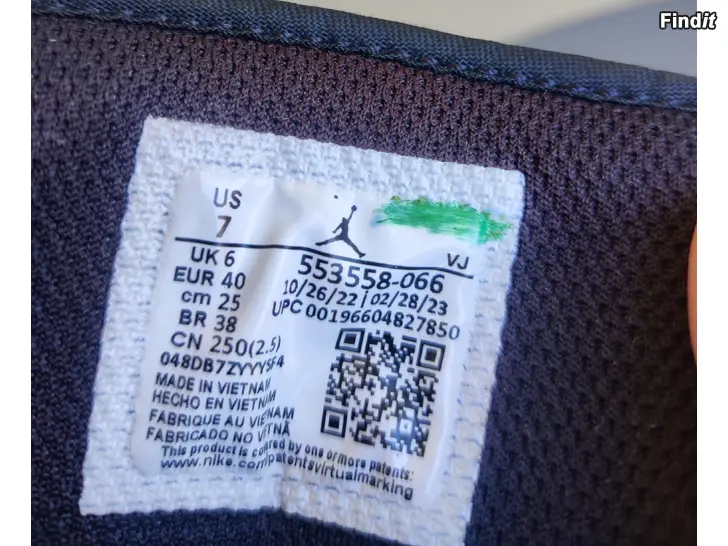 Findit
US
7
UK 6
EUR 40
cm 25
BR 38
CN 250(2.5)
VJ
553558-066
10/26/22 | 02/28/23
UPC 00196604827850
048DB7ZYYYSF4
MADE IN VIETNAM
HECHO EN VIETNAM
FABRIQUE AU VIETNAM
FABRICADO NO VITNÃ
This product is covered by one or more patents:
www.nike.com/patentsvirtualmarking